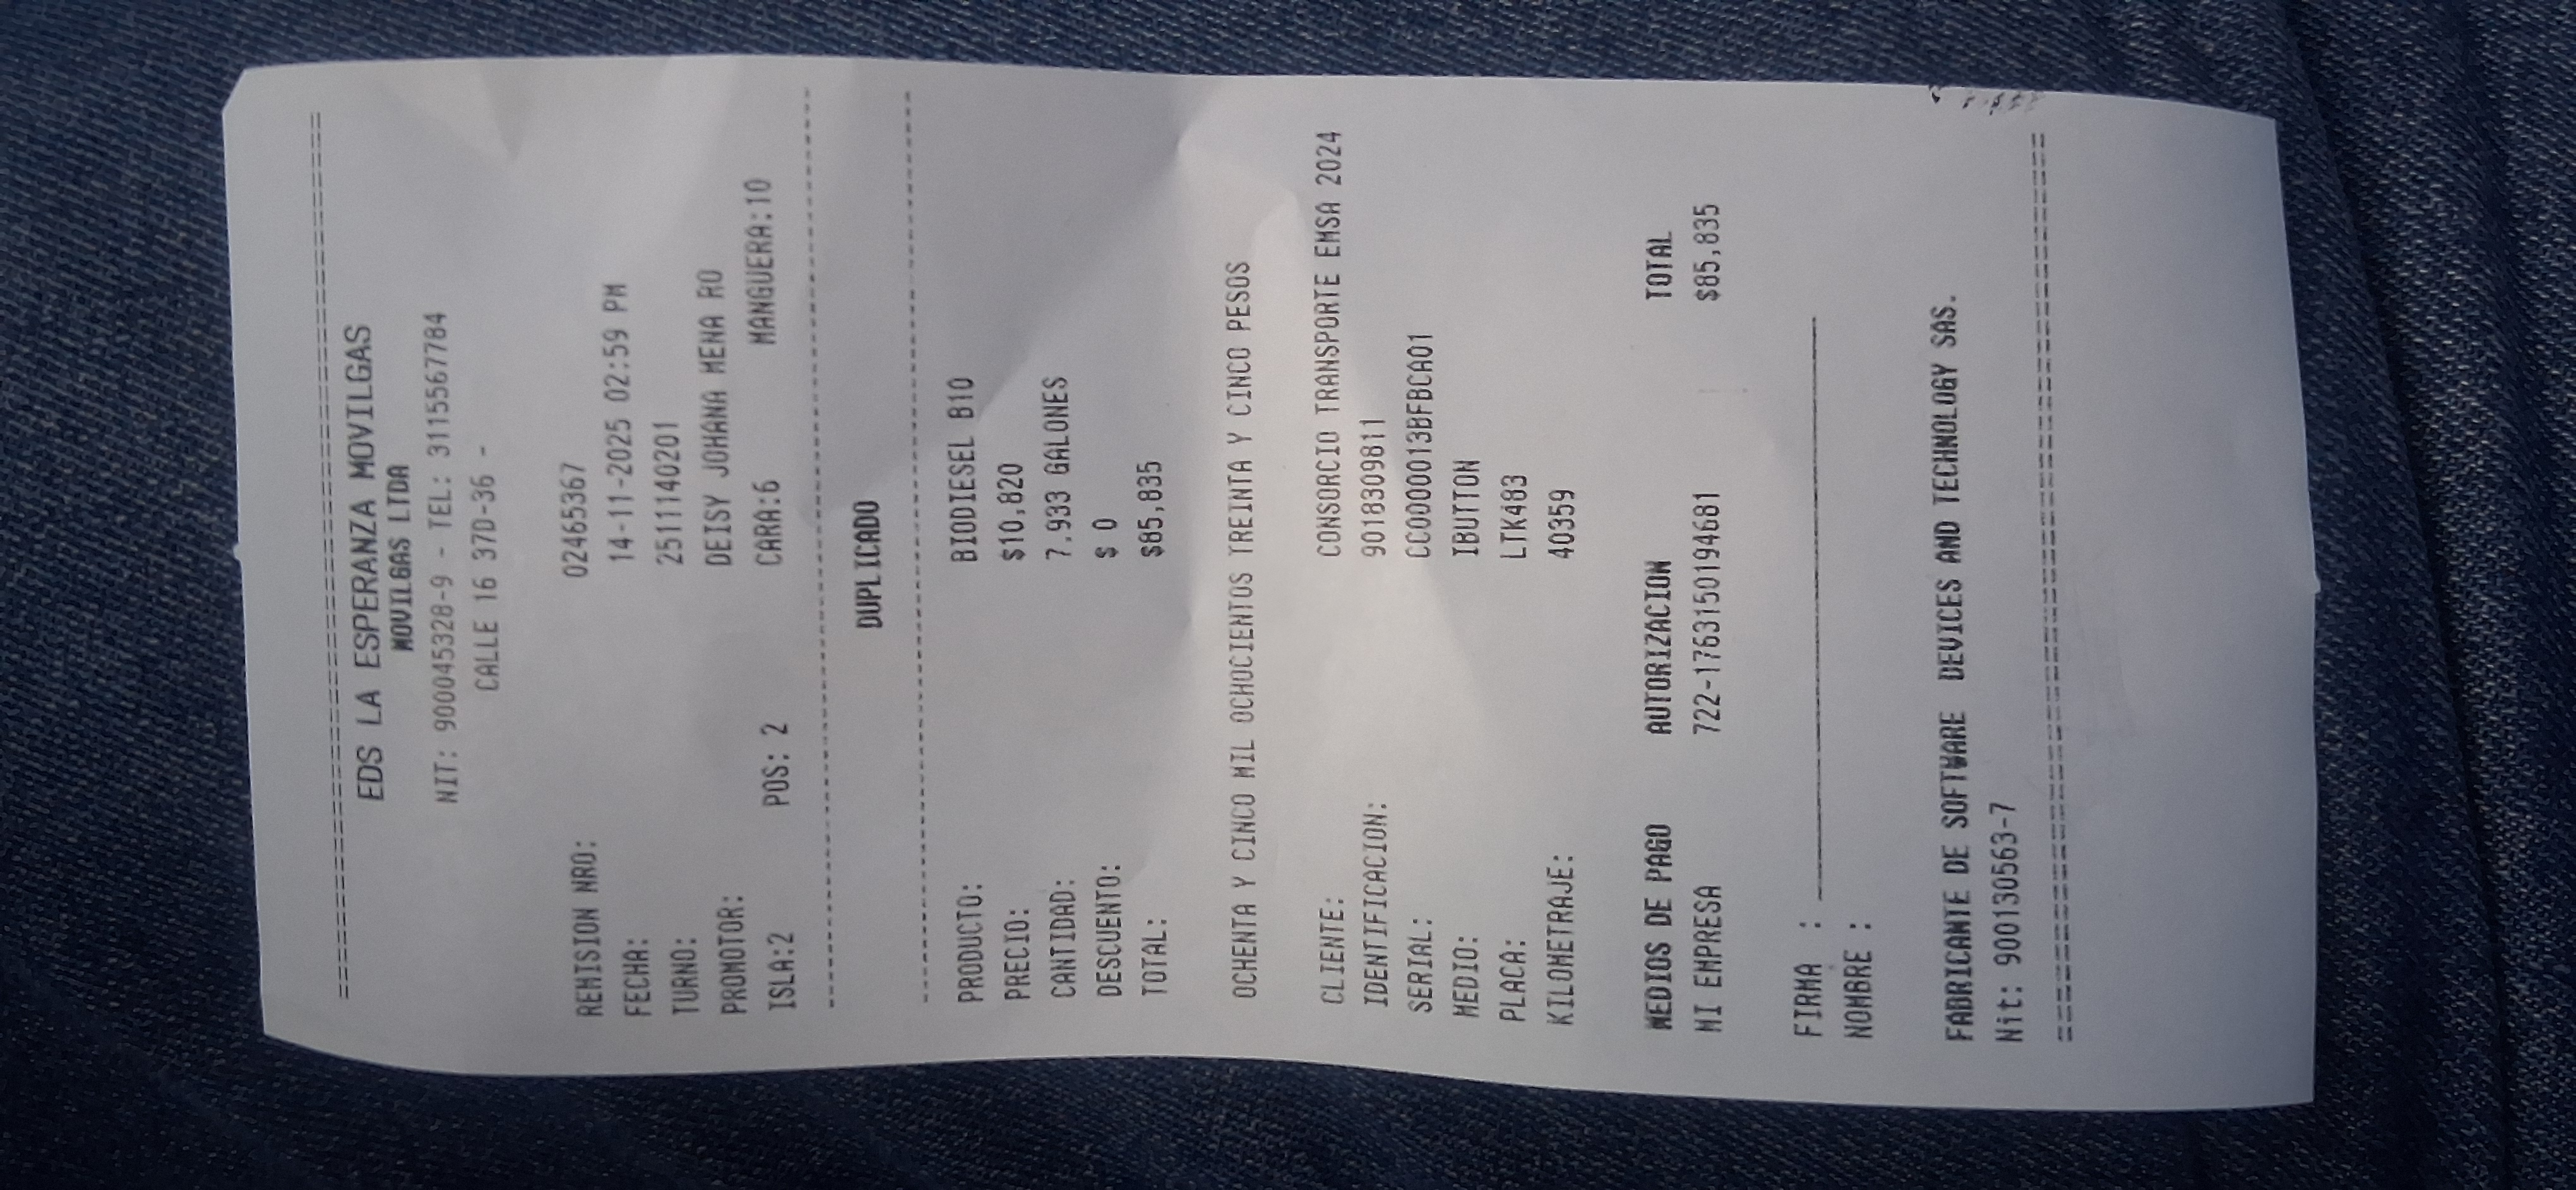 EDS LA ESPERANZA MOVILGAS
MOVILGAS LTDA
NIT: 900045328-9 - TEL: 3115567784
CALLE 16 37D-36 -
REMISION NRO: 02465367
FECHA: 14-11-2025 02:59 PM
TURNO: 2511140201
PROMOTOR: DEISY JOHANA MENA RO
ISLA:2 POS: 2 CARA:6 MANGUERA:10
DUPLICADO
PRODUCTO: BIODIESEL B10
PRECIO: $10,820
CANTIDAD: 7,933 GALONES
DESCUENTO: $ 0
TOTAL: $85,835
OCHENTA Y CINCO MIL OCHOCIENTOS TREINTA Y CINCO PESOS
CLIENTE: CONSORCIO TRANSPORTE EMSA 2024
IDENTIFICACION: 9018309811
SERIAL: CC0000013BFBCA01
MEDIO: IBUTTON
PLACA: LTK483
KILOMETRAJE: 40359
MEDIOS DE PAGO AUTORIZACION TOTAL
MI EMPRESA 722-1763150194681 $85,835
FIRMA :
NOMBRE :
FABRICANTE DE SOFTWARE DEVICES AND TECHNOLOGY SAS.
Nit: 9001305563-7